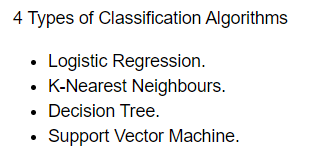 4 Types of Classification Algorithms
• Logistic Regression.
• K-Nearest Neighbours.
• Decision Tree.
• Support Vector Machine.